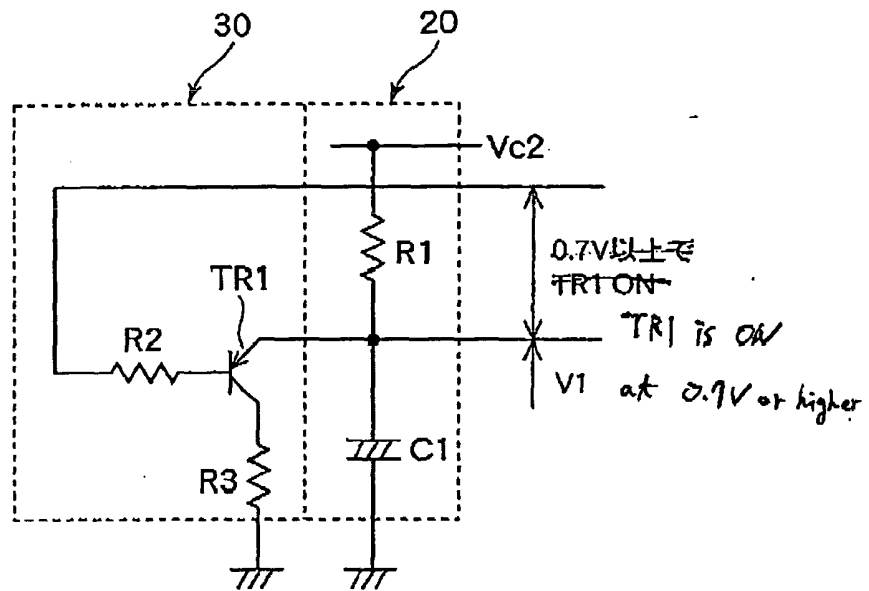 30
20
Vc2
R1
0.7V以上で
TR1 ON
TR1
TR1 is ON
R2
V1
at 0.7V or higher
C1
R3